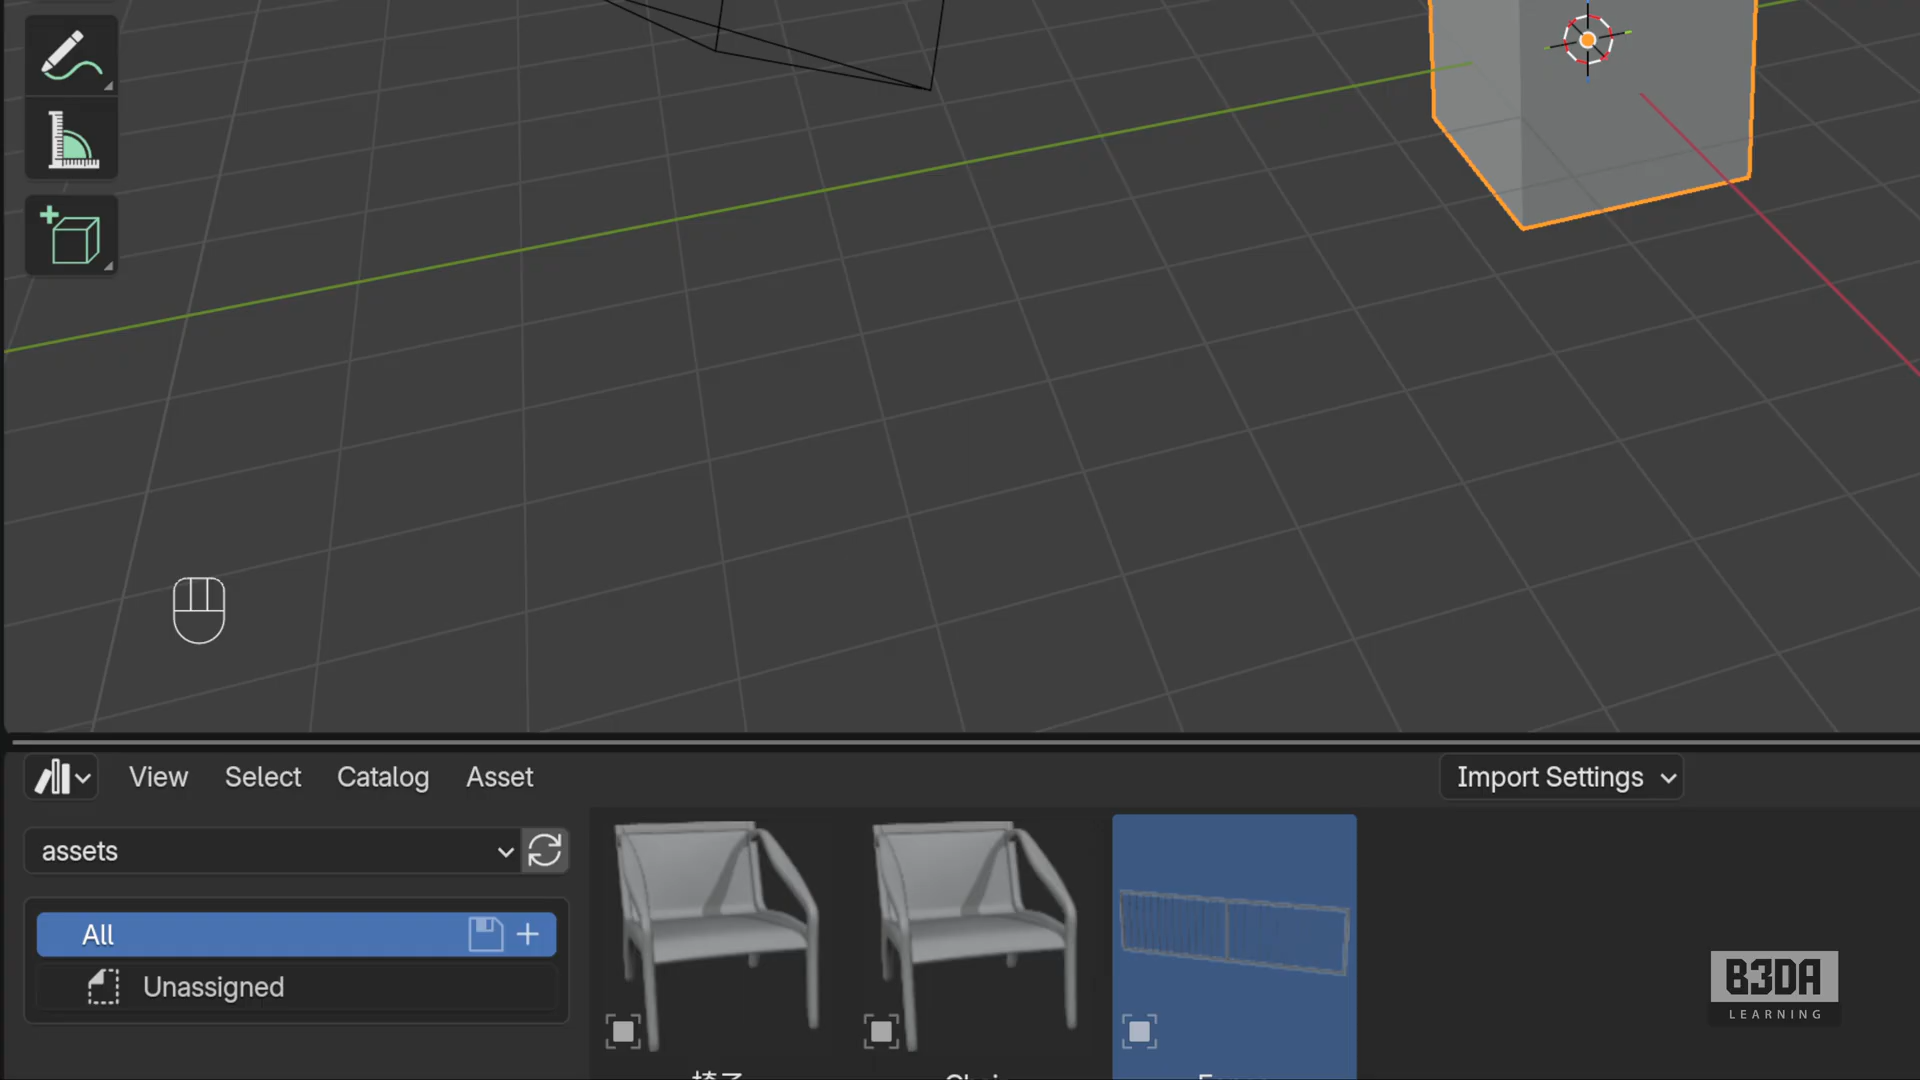 View Select Catalog Asset
Import Settings
assets
All
Unassigned
B3DA
LEARNING